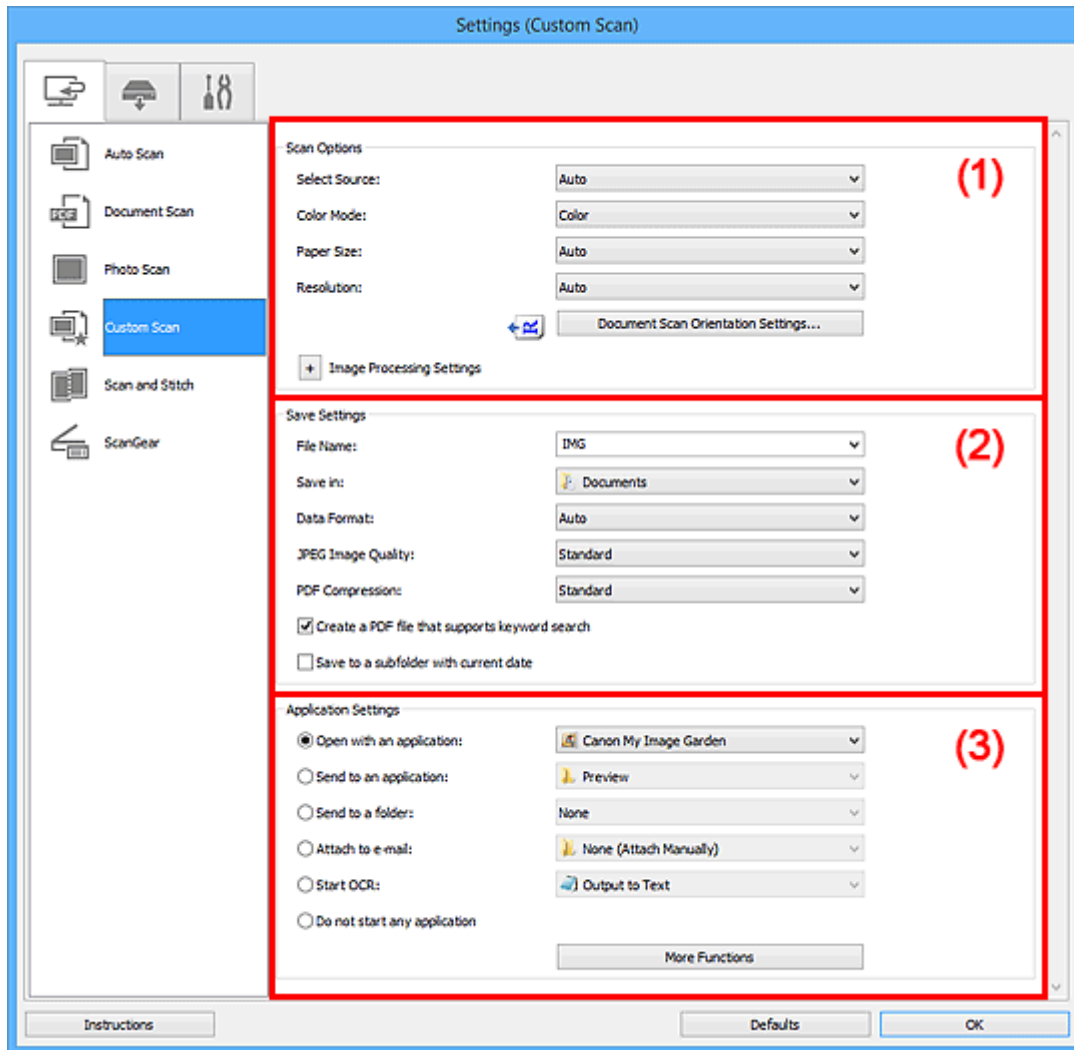 Settings (Custom Scan)
Auto Scan
PDF
Document Scan
Photo Scan
Custom Scan
Scan and Stitch
ScanGear
Scan Options
(1)
Select Source: Auto
Color Mode: Color
Paper Size: Auto
Resolution: Auto
R Document Scan Orientation Settings...
+ Image Processing Settings
Save Settings
(2)
File Name: IMG
Save in: Documents
Data Format: Auto
JPEG Image Quality: Standard
PDF Compression: Standard
Create a PDF file that supports keyword search
Save to a subfolder with current date
Application Settings
(3)
Open with an application: Canon My Image Garden
Send to an application: Preview
Send to a folder: None
Attach to e-mail: None (Attach Manually)
Start OCR: Output to Text
Do not start any application
More Functions
Instructions Defaults OK